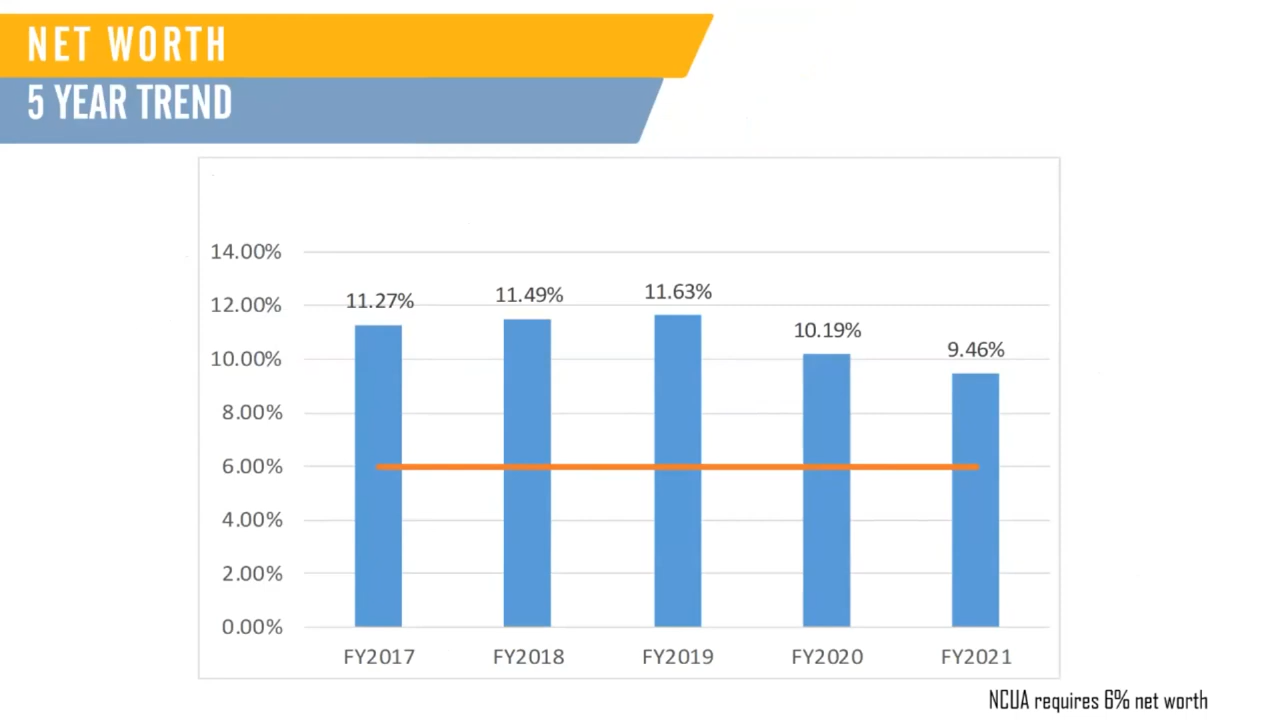 NET WORTH
5 YEAR TREND
14.00%
12.00%
10.00%
8.00%
6.00%
4.00%
2.00%
0.00%
11.27%
11.49%
11.63%
10.19%
9.46%
FY2017
FY2018
FY2019
FY2020
FY2021
NCUA requires 6% net worth